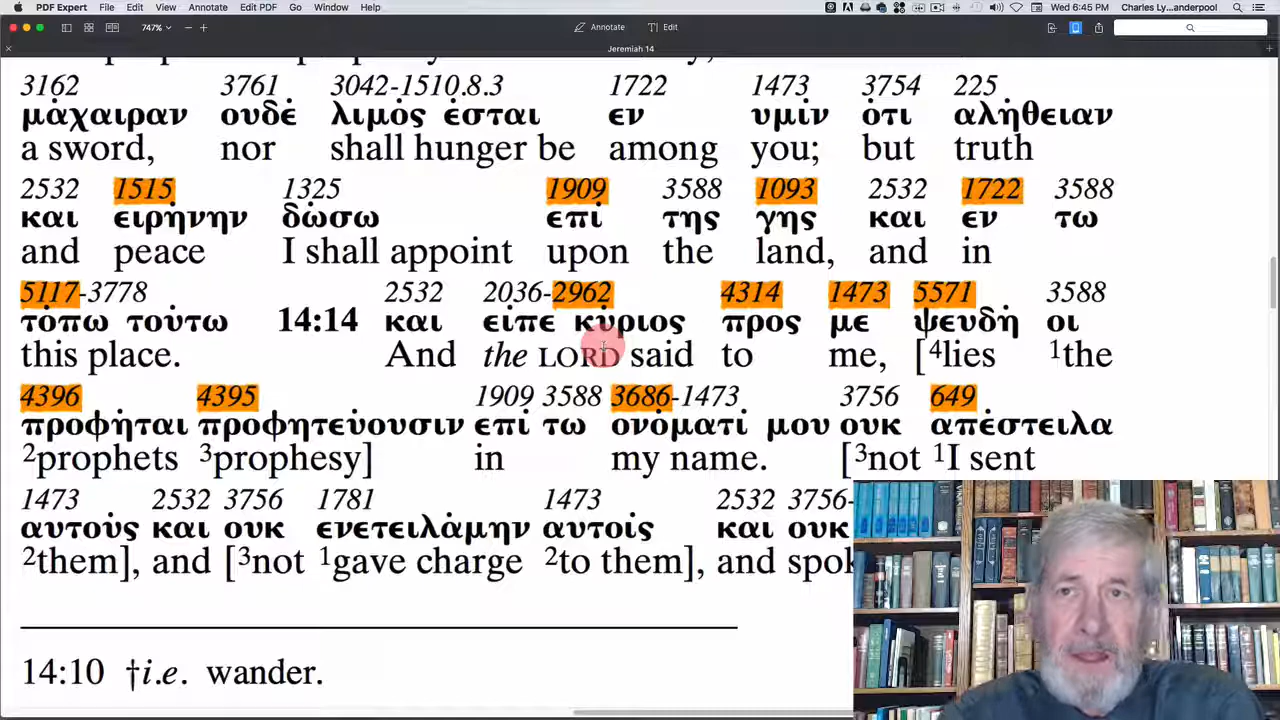 PDF Expert File Edit View Annotate Edit PDF Go Window Help Wed 6:45 PM Charles Ly...anderpool
747% − + Annotate Edit
Jeremiah 14
3162 3761 3042-1510.8.3 1722 1473 3754 225
μάχαιραν ουδέ λιμός έσται εν υμίν ότι αλήθειαν
a sword, nor shall hunger be among you; but truth
2532 1515 1325 1909 3588 1093 2532 1722 3588
και ειρήνην δώσω επί της γης και εν τω
and peace I shall appoint upon the land, and in
5117-3778 2532 2036-2962 4314 1473 5571 3588
τόπω τούτω 14:14 και είπε κύριος προς με ψευδή οι
this place. And the LORD said to me, [⁴lies ¹the
4396 4395 1909 3588 3686-1473 3756 649
προφήται προφητεύουσιν επί τω ονόματί μου ουκ απέστειλα
²prophets ³prophesy] in my name. [³not ¹I sent
1473 2532 3756 1781 1473 2532 3756-
αυτούς και ουκ ενετειλάμην αυτοίς και ουκ
²them], and [³not ¹gave charge ²to them], and spok
14:10 †i.e. wander.